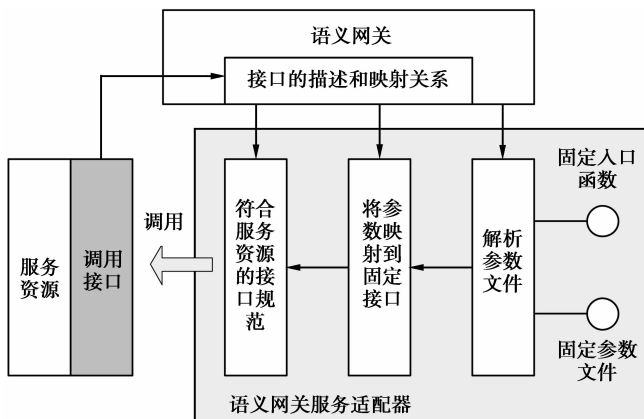 语义网关
接口的描述和映射关系
固定入口
函数
符合
服务
资源
的接
口规
范
将参
数映
射到
固定
接口
解析
参数
文件
调用
服务
资源
调用
接口
固定参数
文件
语义网关服务适配器